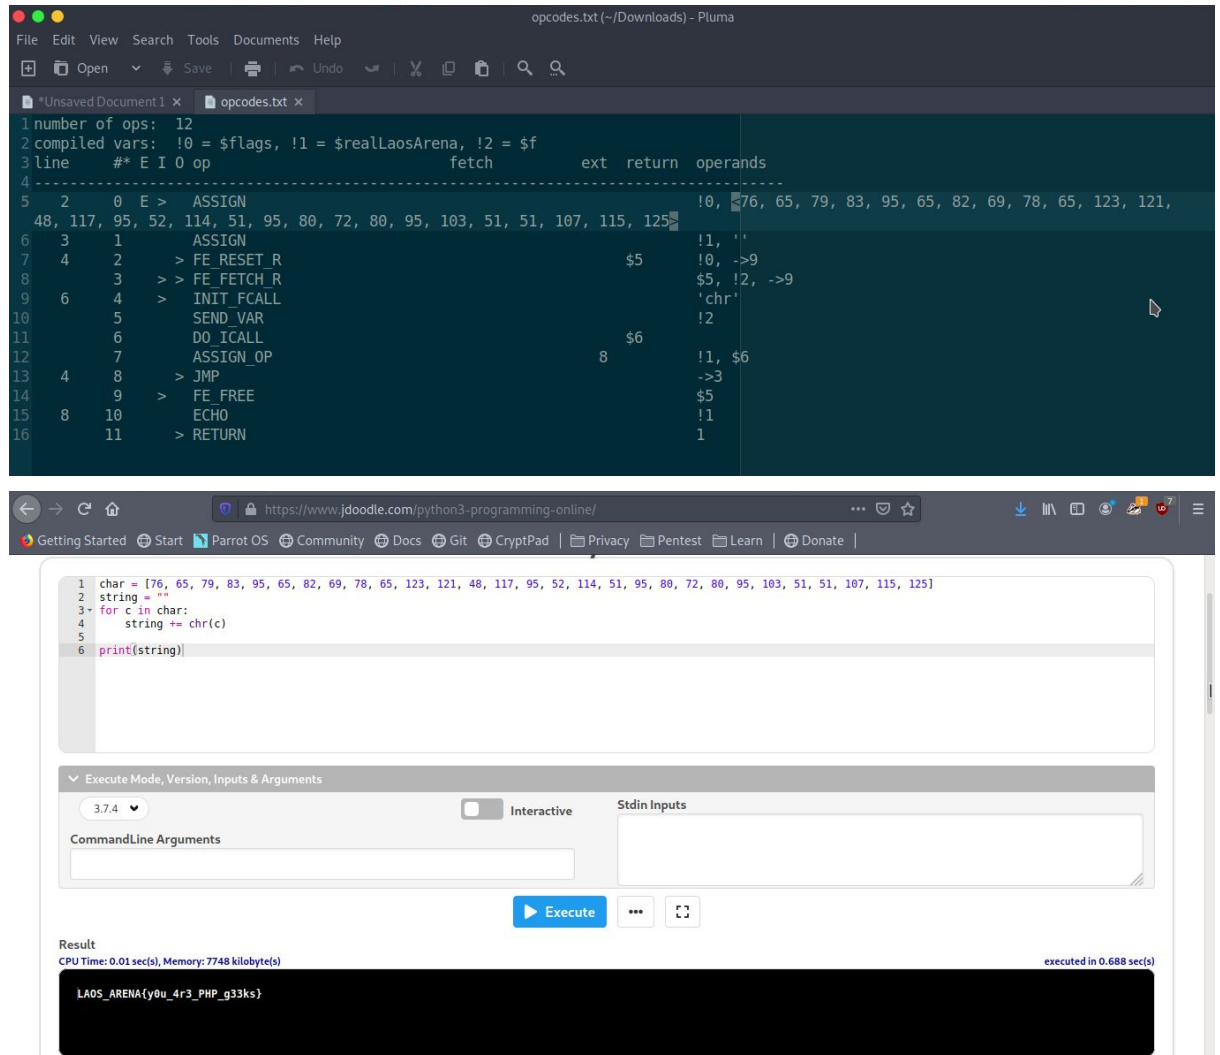 opcodes.txt (~/Downloads) - Pluma
File Edit View Search Tools Documents Help
Open Save Undo
*Unsaved Document 1 × opcodes.txt ×
1 number of ops: 12
2 compiled vars: !0 = $flags, !1 = $realLaosArena, !2 = $f
3 line #* E I O op fetch ext return operands
4 -------------------------------------------------------------------------------------
5 2 0 E > ASSIGN !0, <76, 65, 79, 83, 95, 65, 82, 69, 78, 65, 123, 121,
48, 117, 95, 52, 114, 51, 95, 80, 72, 80, 95, 103, 51, 51, 107, 115, 125>
6 3 1 ASSIGN !1, ''
7 4 2 > FE_RESET_R $5 !0, ->9
8 3 > > FE_FETCH_R $5, !2, ->9
9 6 4 > INIT_FCALL 'chr'
10 5 SEND_VAR !2
11 6 DO_ICALL $6
12 7 ASSIGN_OP 8 !1, $6
13 4 8 > JMP ->3
14 9 > FE_FREE $5
15 8 10 ECHO !1
16 11 > RETURN 1
https://www.jdoodle.com/python3-programming-online/ 1 7
Getting Started Start Parrot OS Community Docs Git CryptPad | Privacy Pentest Learn | Donate |
1 char = [76, 65, 79, 83, 95, 65, 82, 69, 78, 65, 123, 121, 48, 117, 95, 52, 114, 51, 95, 80, 72, 80, 95, 103, 51, 51, 107, 115, 125]
2 string = ""
3 for c in char:
4 string += chr(c)
5
6 print(string)
Execute Mode, Version, Inputs & Arguments
3.7.4 Interactive Stdin Inputs
CommandLine Arguments
Execute
Result
CPU Time: 0.01 sec(s), Memory: 7748 kilobyte(s) executed in 0.688 sec(s)
LAOS_ARENA{y0u_4r3_PHP_g33ks}